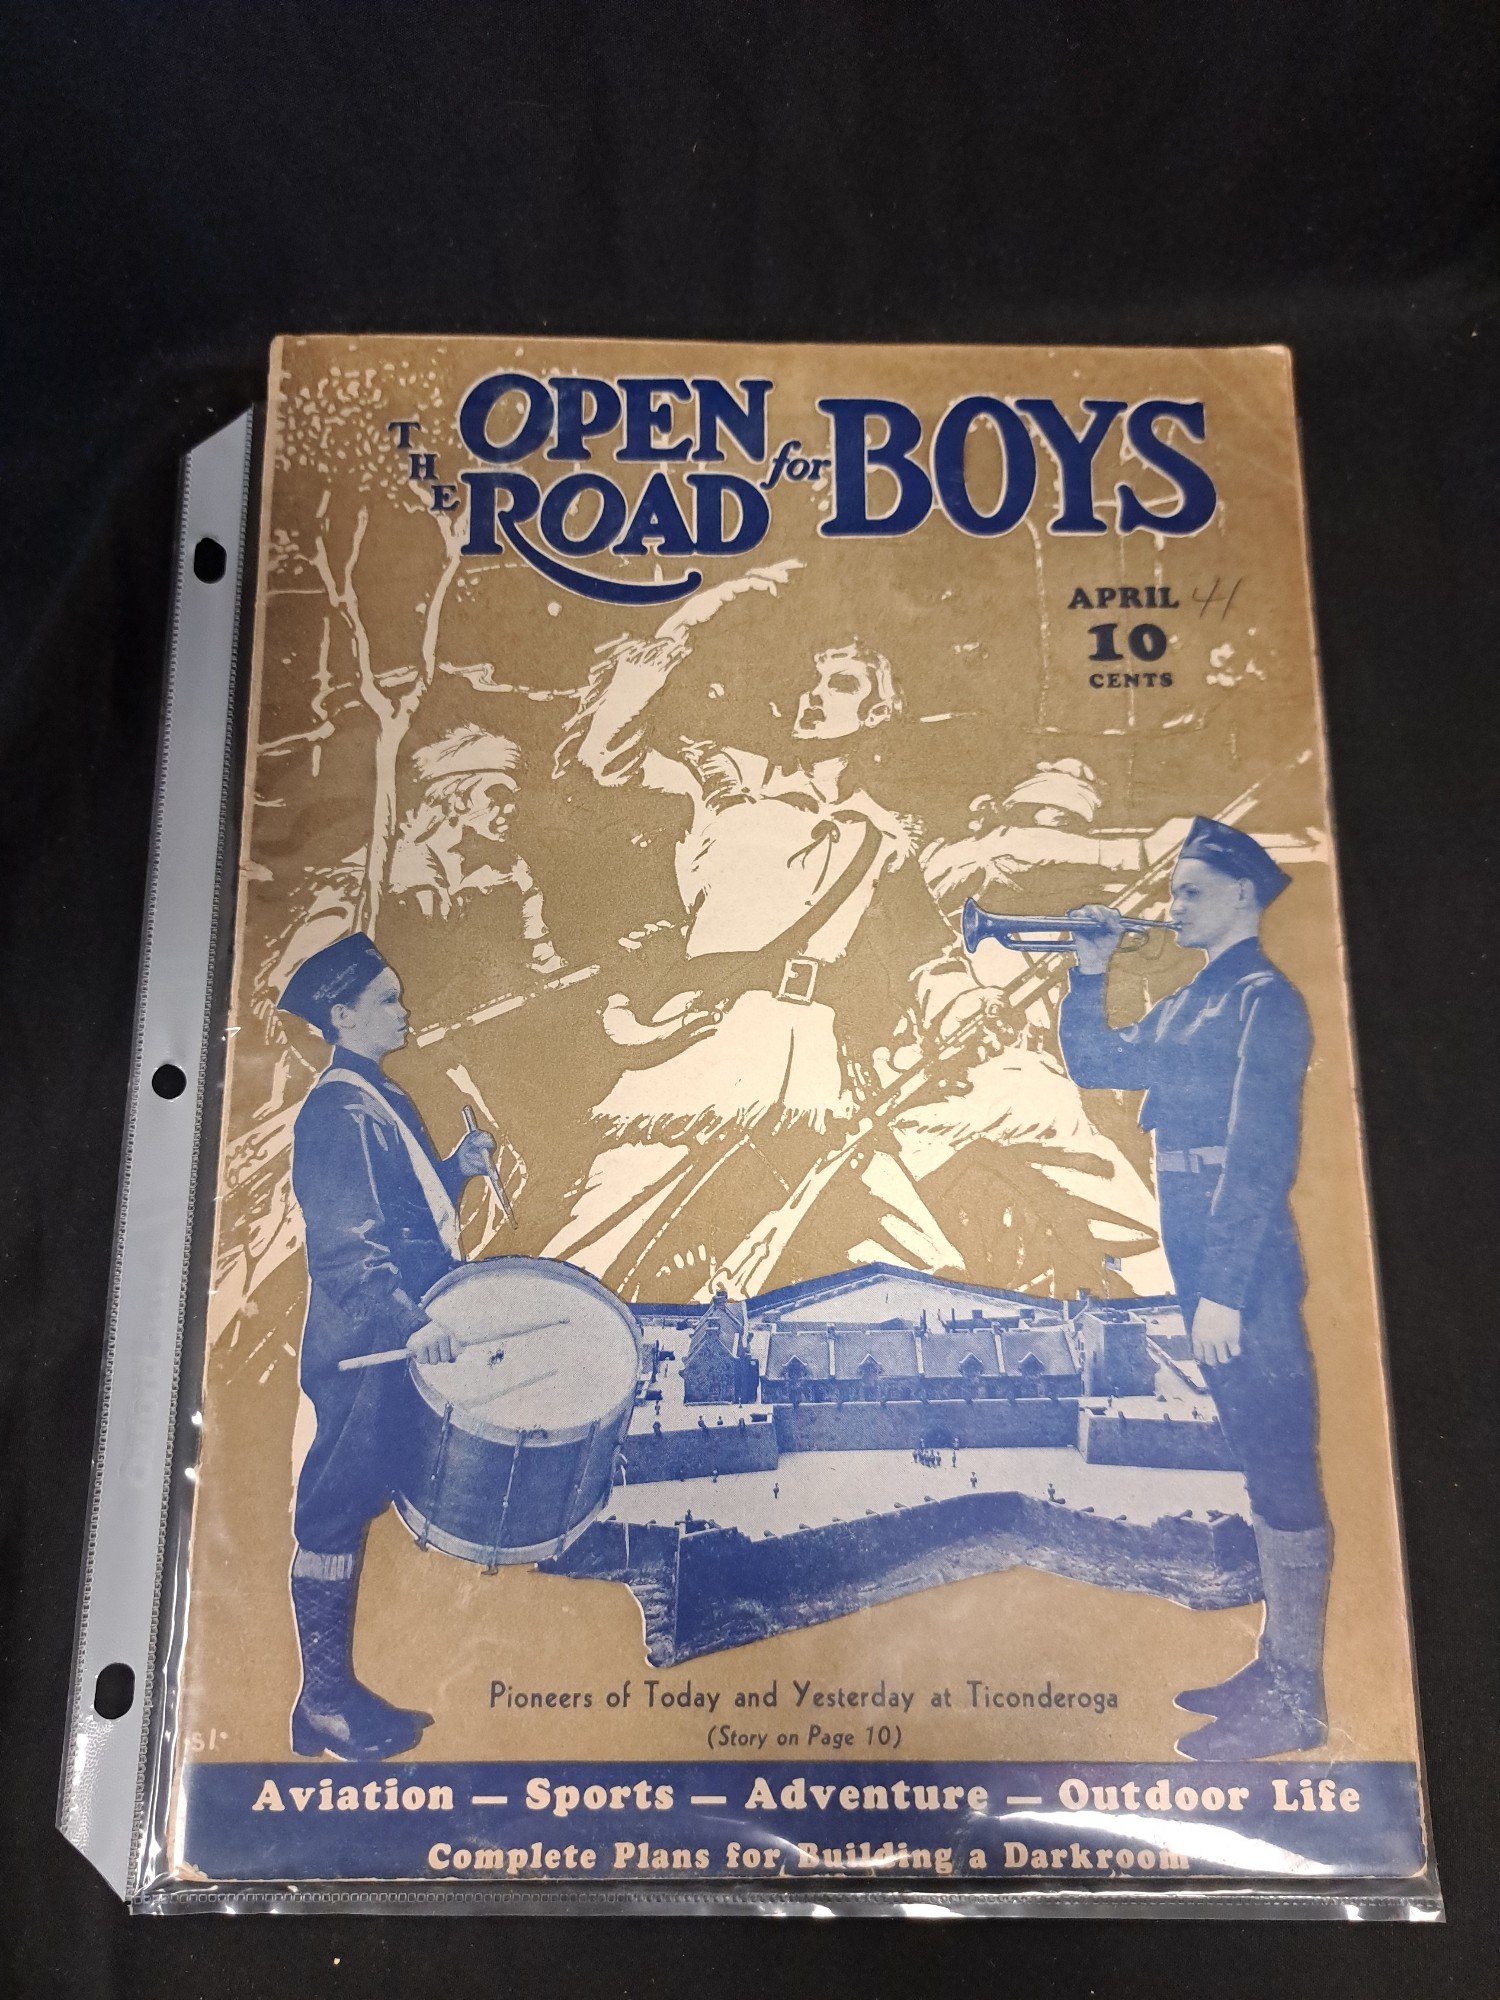 THE OPEN ROAD for BOYS
APRIL 41
10
CENTS
Pioneers of Today and Yesterday at Ticonderoga
(Story on Page 10)
Aviation — Sports — Adventure — Outdoor Life
Complete Plans for Building a Darkroom